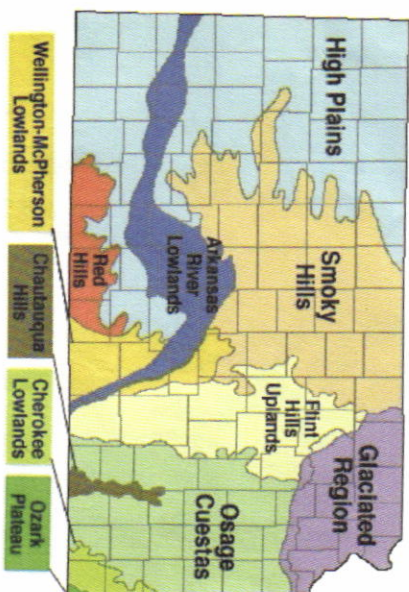 High Plains
Smoky
Hills
Glaciated
Region
Flint
Hills
Uplands
Arkansas
River
Lowlands
Red
Hills
Osage
Cuestas
Wellington-McPherson
Lowlands
Chautauqua
Hills
Cherokee
Lowlands
Ozark
Plateau